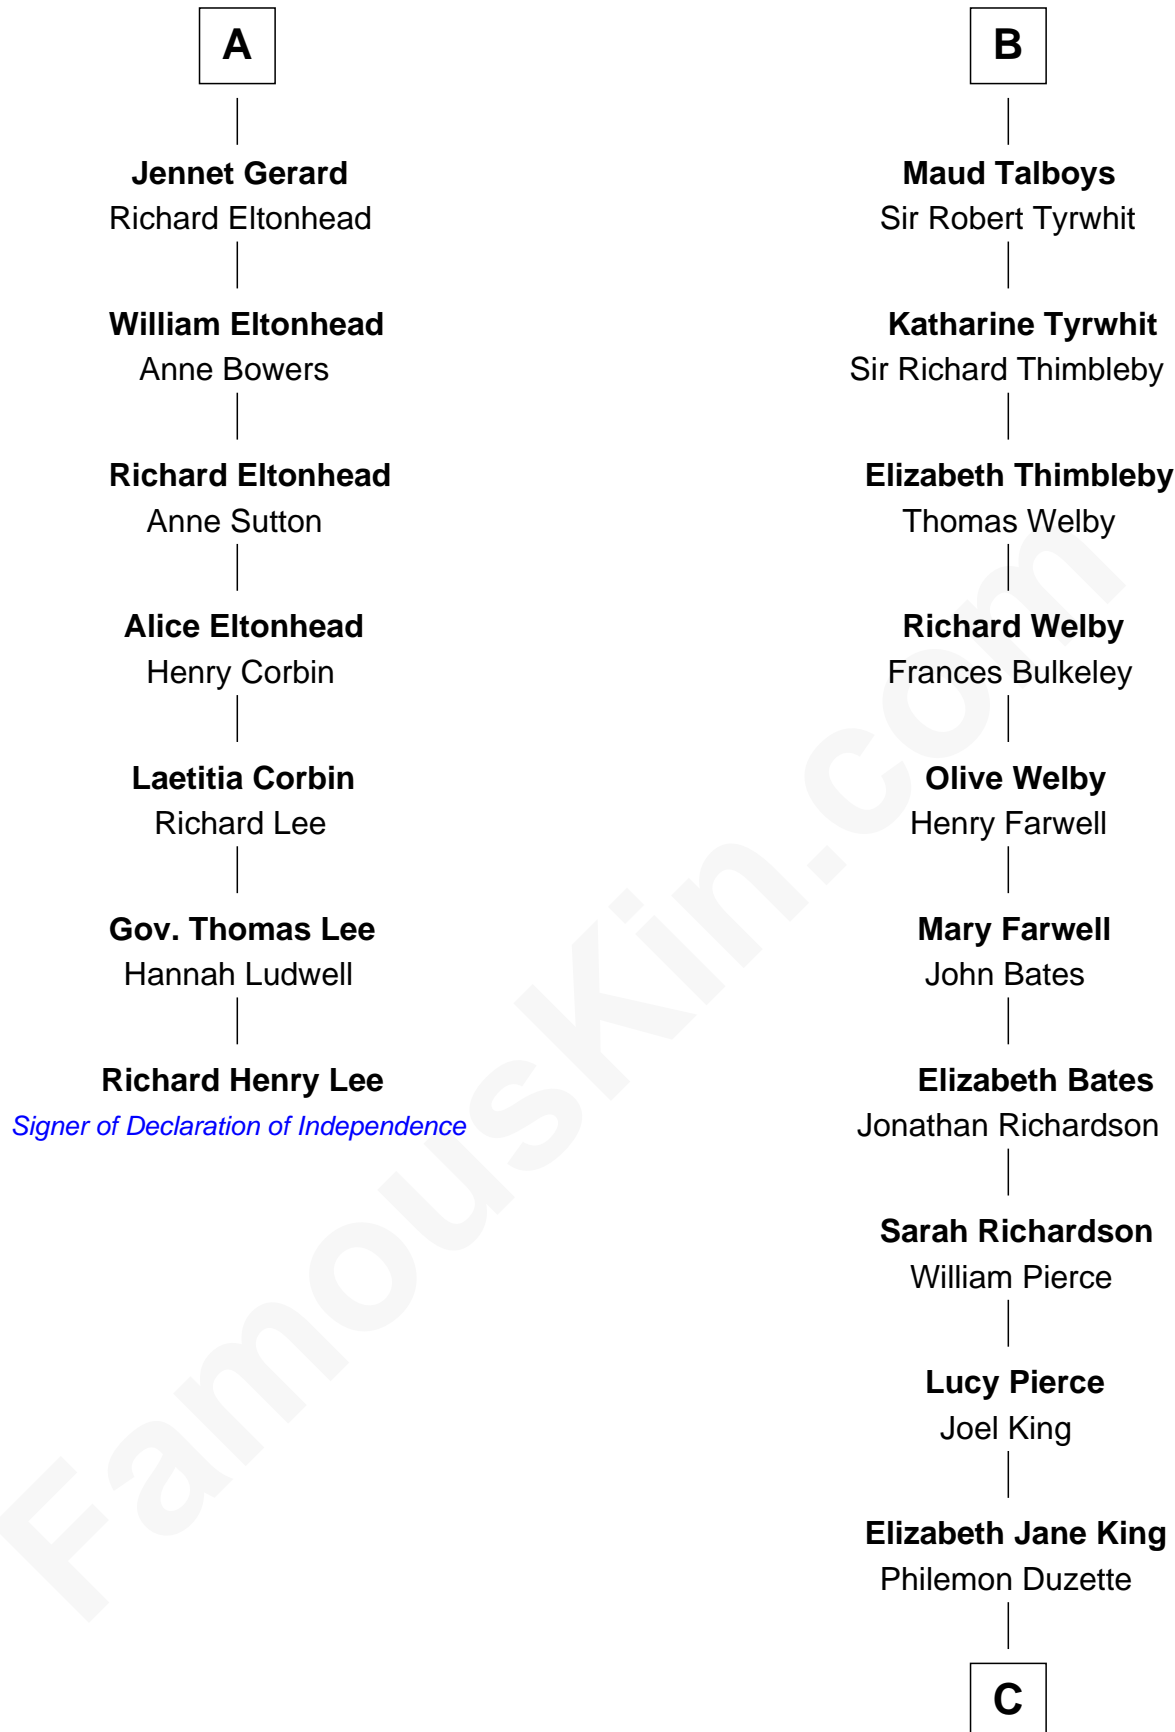 A
Jennet Gerard
Richard Eltonhead
William Eltonhead
Anne Bowers
Richard Eltonhead
Anne Sutton
Alice Eltonhead
Henry Corbin
Laetitia Corbin
Richard Lee
Gov. Thomas Lee
Hannah Ludwell
Richard Henry Lee
Signer of Declaration of Independence
B
Maud Talboys
Sir Robert Tyrwhit
Katharine Tyrwhit
Sir Richard Thimbleby
Elizabeth Thimbleby
Thomas Welby
Richard Welby
Frances Bulkeley
Olive Welby
Henry Farwell
Mary Farwell
John Bates
Elizabeth Bates
Jonathan Richardson
Sarah Richardson
William Pierce
Lucy Pierce
Joel King
Elizabeth Jane King
Philemon Duzette
C
FamousKin.com